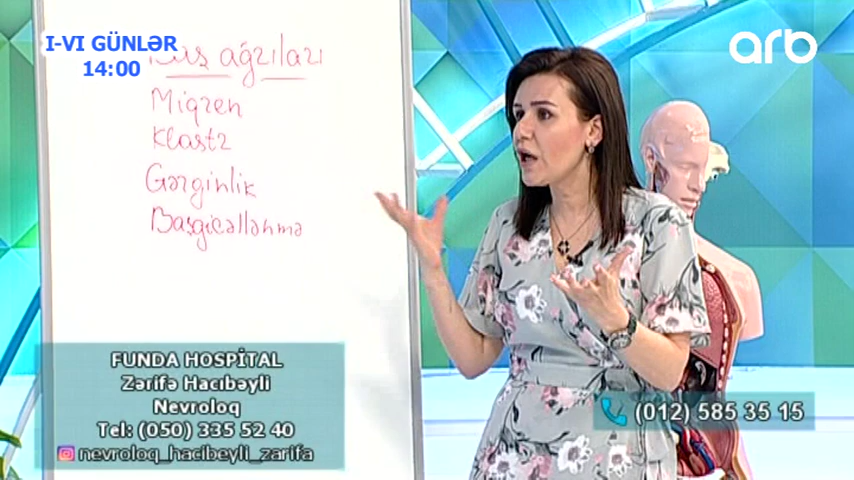 I-VI GÜNLƏR
14:00
arb
Baş ağrıları
Miqren
Klastr
Gərginlik
Başgicəllənmə
FUNDA HOSPİTAL
Zərifə Hacıbəyli
Nevroloq
Tel: (050) 335 52 40
nevroloq_hacibeyli_zarifa
(012) 585 35 15